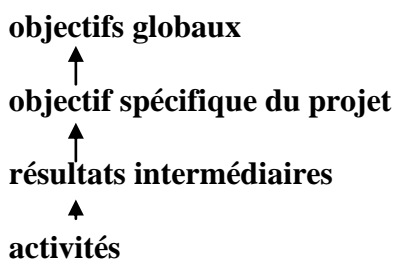 objectifs globaux
objectif spécifique du projet
résultats intermédiaires
activités